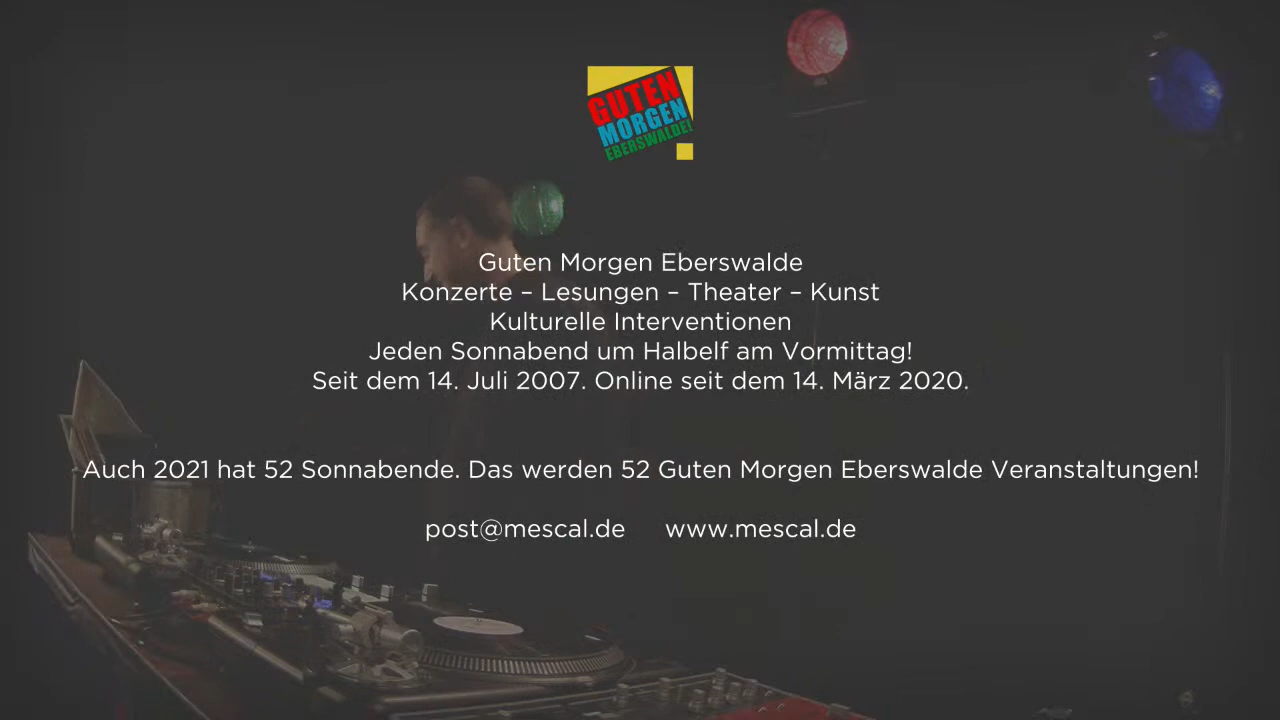 GUTEN
MORGEN
EBERSWALDE!
Guten Morgen Eberswalde
Konzerte – Lesungen – Theater – Kunst
Kulturelle Interventionen
Jeden Sonnabend um Halbelf am Vormittag!
Seit dem 14. Juli 2007. Online seit dem 14. März 2020.
Auch 2021 hat 52 Sonnabende. Das werden 52 Guten Morgen Eberswalde Veranstaltungen!
post@mescal.de www.mescal.de